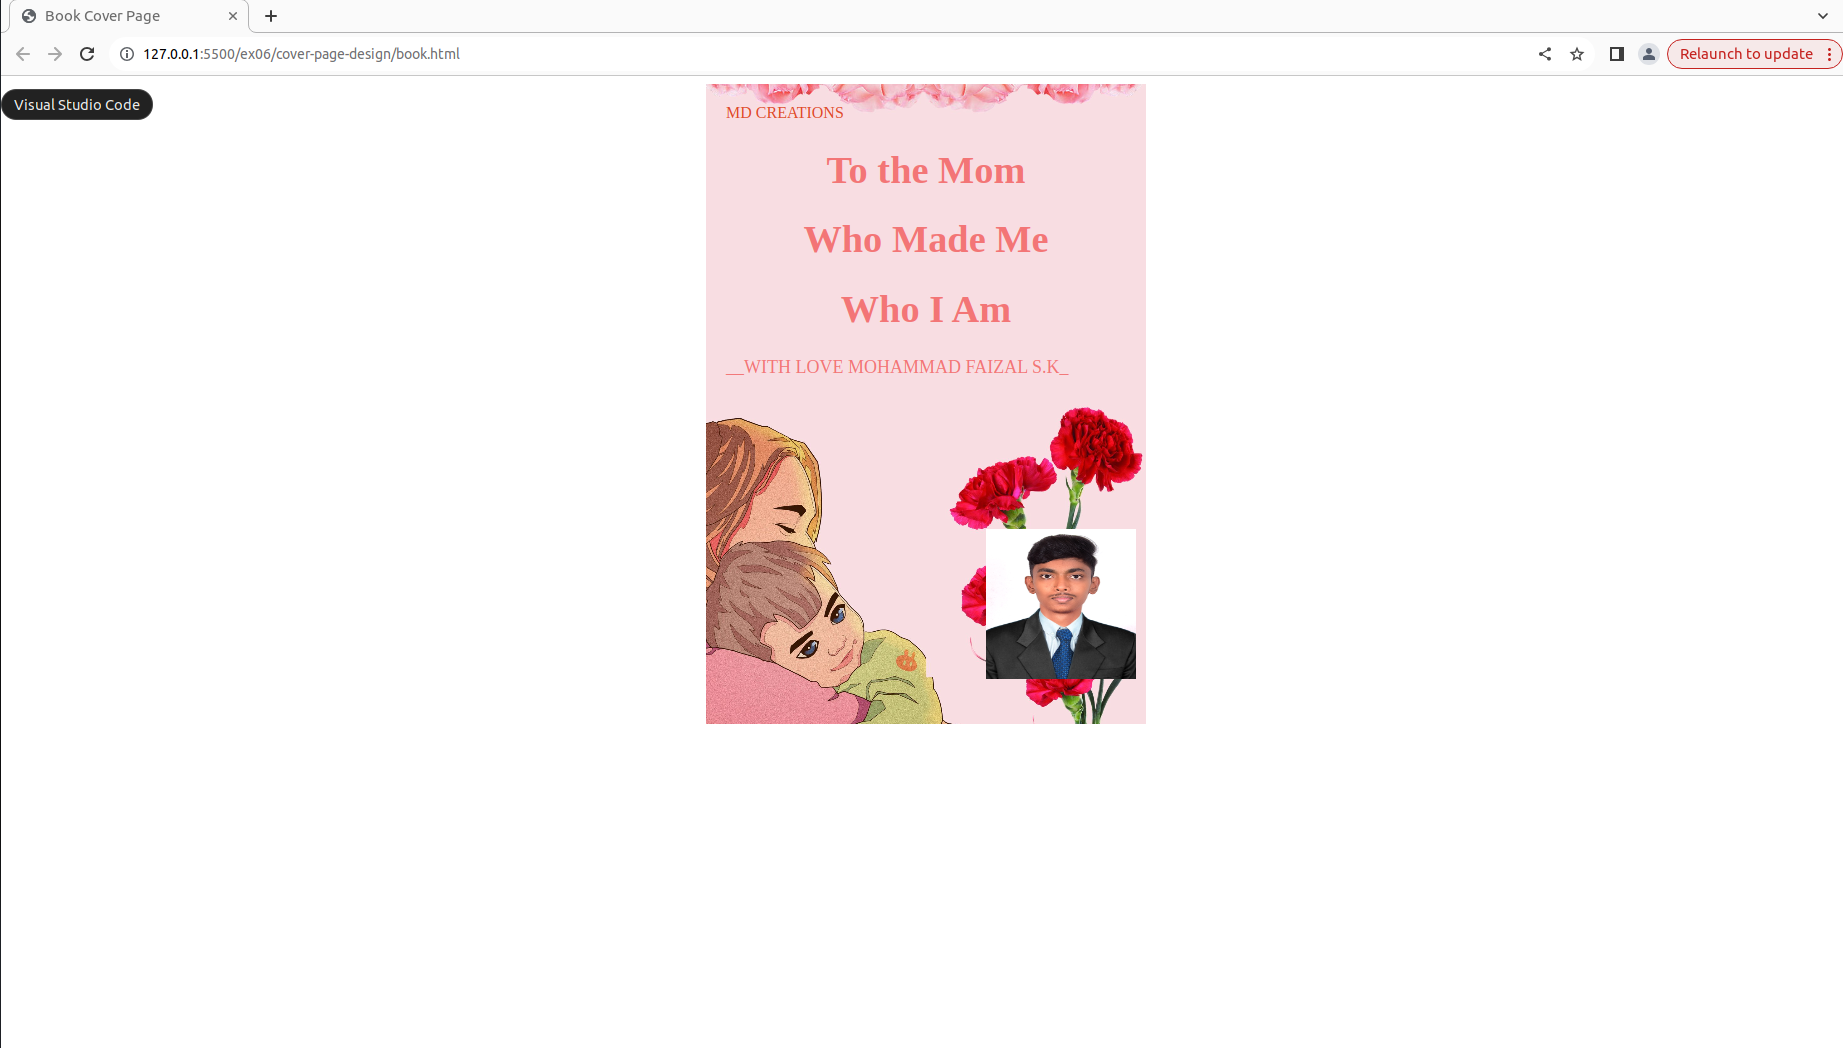 Book Cover Page
127.0.0.1:5500/ex06/cover-page-design/book.html
Relaunch to update
Visual Studio Code
MD CREATIONS
To the Mom
Who Made Me
Who I Am
__WITH LOVE MOHAMMAD FAIZAL S.K_